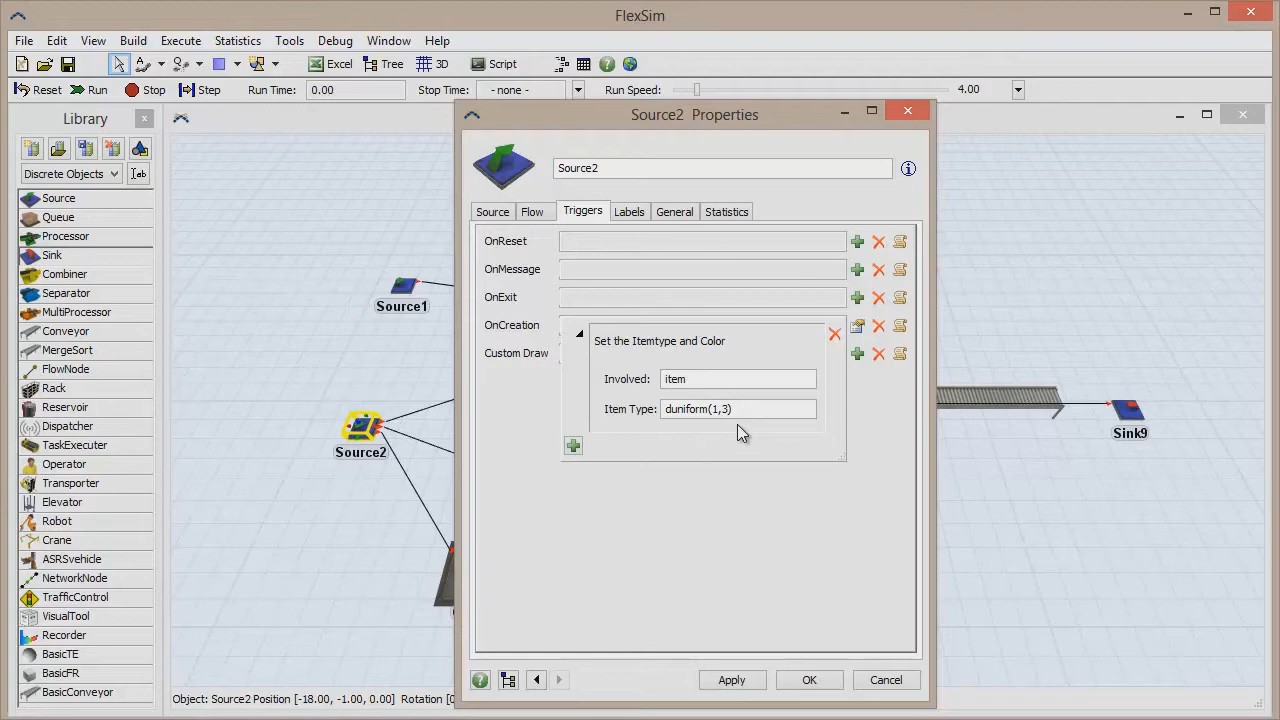 FlexSim
File Edit View Build Execute Statistics Tools Debug Window Help
Excel Tree 3D Script
Reset Run Stop Step Run Time: 0.00 Stop Time: - none - Run Speed: 4.00
Library
Discrete Objects
Source
Queue
Processor
Sink
Combiner
Separator
MultiProcessor
Conveyor
MergeSort
FlowNode
Rack
Reservoir
Dispatcher
TaskExecuter
Operator
Transporter
Elevator
Robot
Crane
ASRSvehicle
NetworkNode
TrafficControl
VisualTool
Recorder
BasicTE
BasicFR
BasicConveyor
Source1
Source2
Sink9
Object: Source2 Position [-18.00, -1.00, 0.00] Rotation [0
Source2 Properties
Source2
Source Flow Triggers Labels General Statistics
OnReset
OnMessage
OnExit
OnCreation
Custom Draw
Set the Itemtype and Color
Involved: item
Item Type: duniform(1,3)
Apply OK Cancel